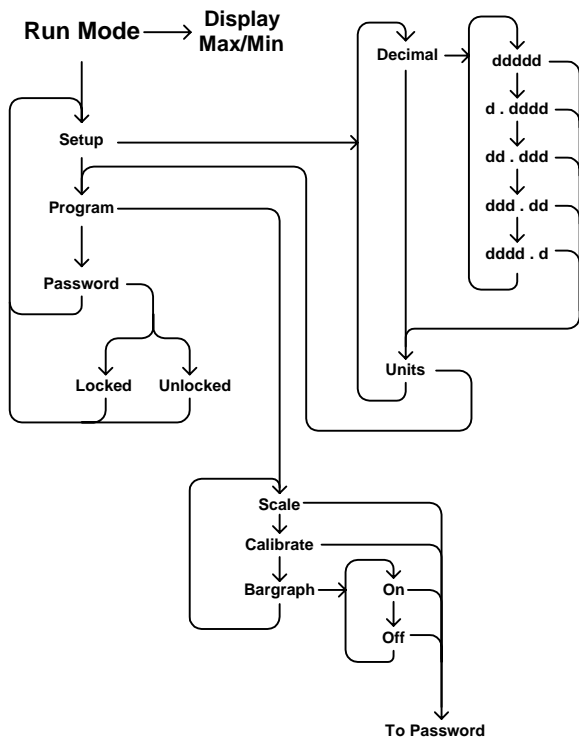 Run Mode
Display
Max/Min
Setup
Program
Password
Locked
Unlocked
Decimal
ddddd
d . dddd
dd . ddd
ddd . dd
dddd . d
Units
Scale
Calibrate
Bargraph
On
Off
To Password